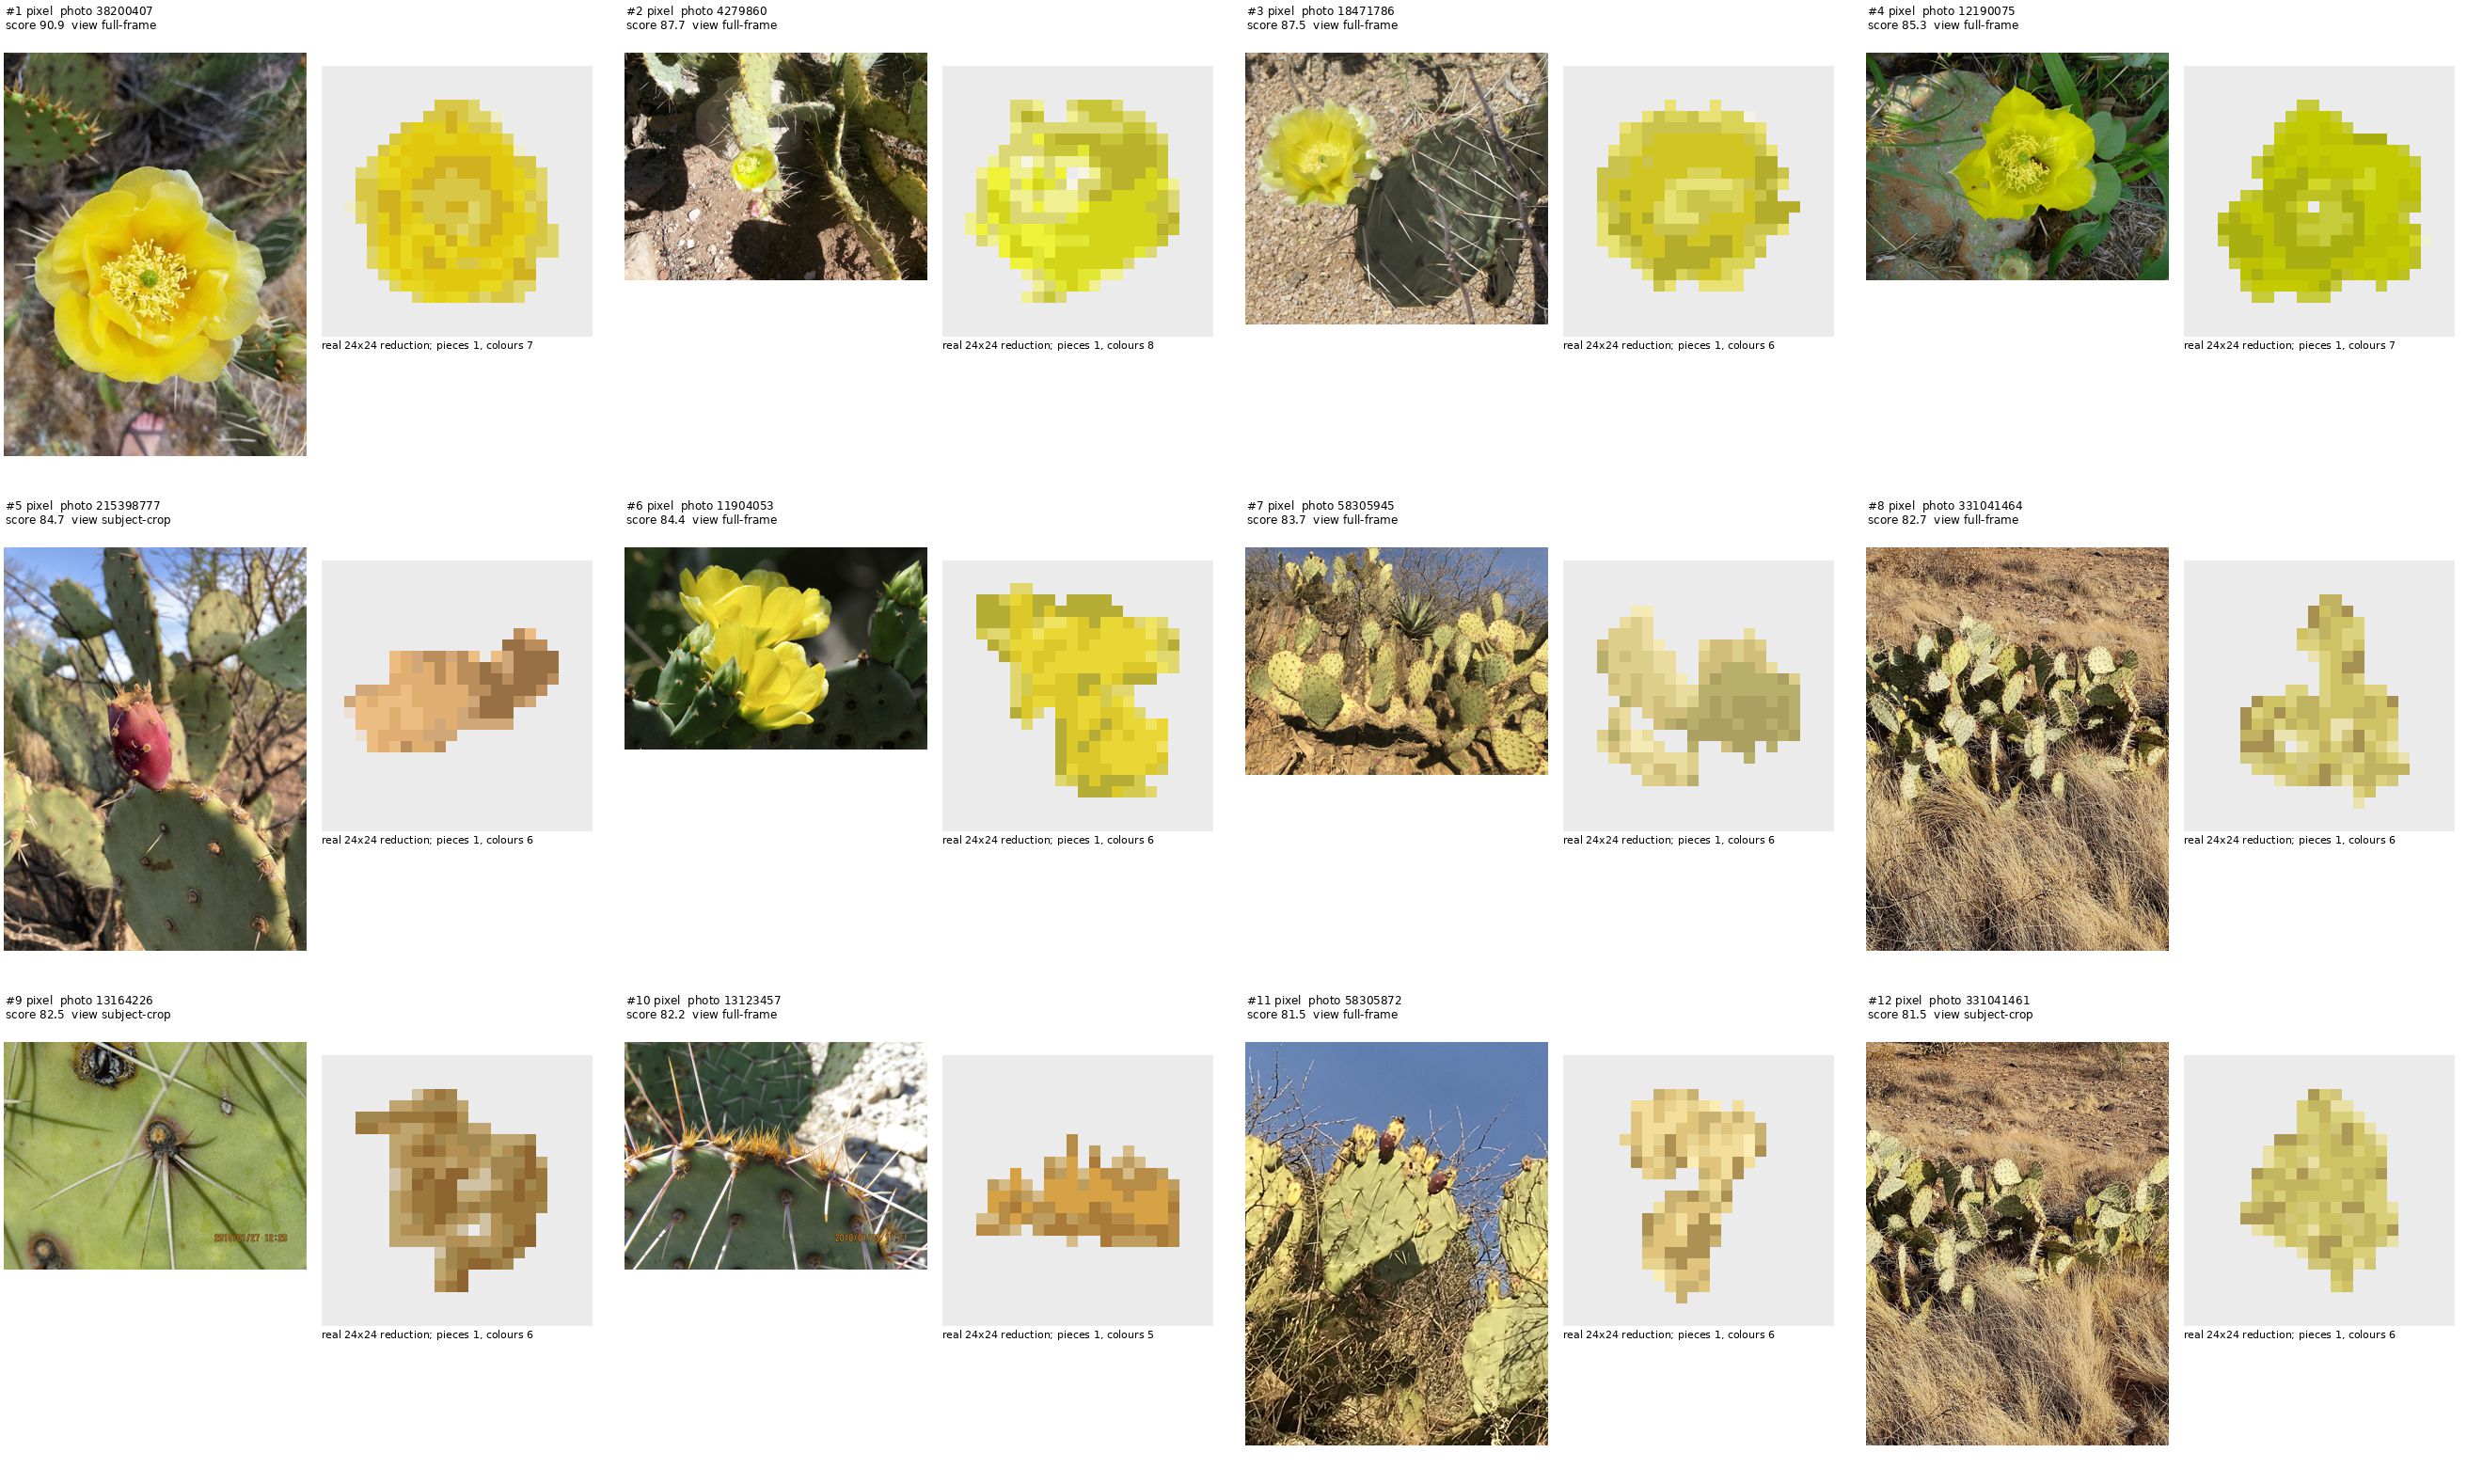 #1 pixel  photo 38200407
score 90.9  view full-frame
real 24x24 reduction; pieces 1, colours 7
#2 pixel  photo 4279860
score 87.7  view full-frame
real 24x24 reduction; pieces 1, colours 8
#3 pixel  photo 18471786
score 87.5  view full-frame
real 24x24 reduction; pieces 1, colours 6
#4 pixel  photo 12190075
score 85.3  view full-frame
real 24x24 reduction; pieces 1, colours 7
#5 pixel  photo 215398777
score 84.7  view subject-crop
real 24x24 reduction; pieces 1, colours 6
#6 pixel  photo 11904053
score 84.4  view full-frame
real 24x24 reduction; pieces 1, colours 6
#7 pixel  photo 58305945
score 83.7  view full-frame
real 24x24 reduction; pieces 1, colours 6
#8 pixel  photo 331041464
score 82.7  view full-frame
real 24x24 reduction; pieces 1, colours 6
#9 pixel  photo 13164226
score 82.5  view subject-crop
real 24x24 reduction; pieces 1, colours 6
#10 pixel  photo 13123457
score 82.2  view full-frame
real 24x24 reduction; pieces 1, colours 5
#11 pixel  photo 58305872
score 81.5  view full-frame
real 24x24 reduction; pieces 1, colours 6
#12 pixel  photo 331041461
score 81.5  view subject-crop
real 24x24 reduction; pieces 1, colours 6